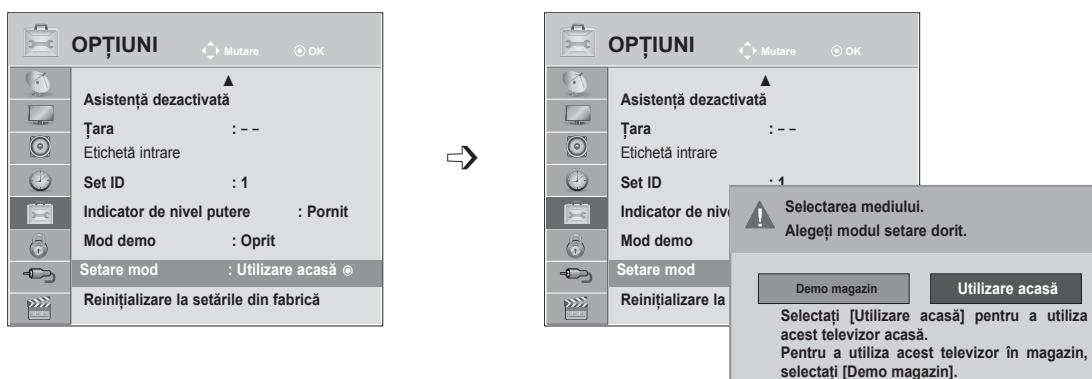 OPȚIUNI Mutare OK
Asistență dezactivată
Țara : – –
Etichetă intrare
Set ID : 1
Indicator de nivel putere : Pornit
Mod demo : Oprit
Setare mod : Utilizare acasă
Reinițializare la setările din fabrică
OPȚIUNI Mutare OK
Asistență dezactivată
Țara : – –
Etichetă intrare
Set ID : 1
Indicator de
Mod demo
Setare mod
Reinițializare la
Selectarea mediului.
Alegeți modul setare dorit.
Demo magazin Utilizare acasă
Selectați [Utilizare acasă] pentru a utiliza
acest televizor acasă.
Pentru a utiliza acest televizor în magazin,
selectați [Demo magazin].